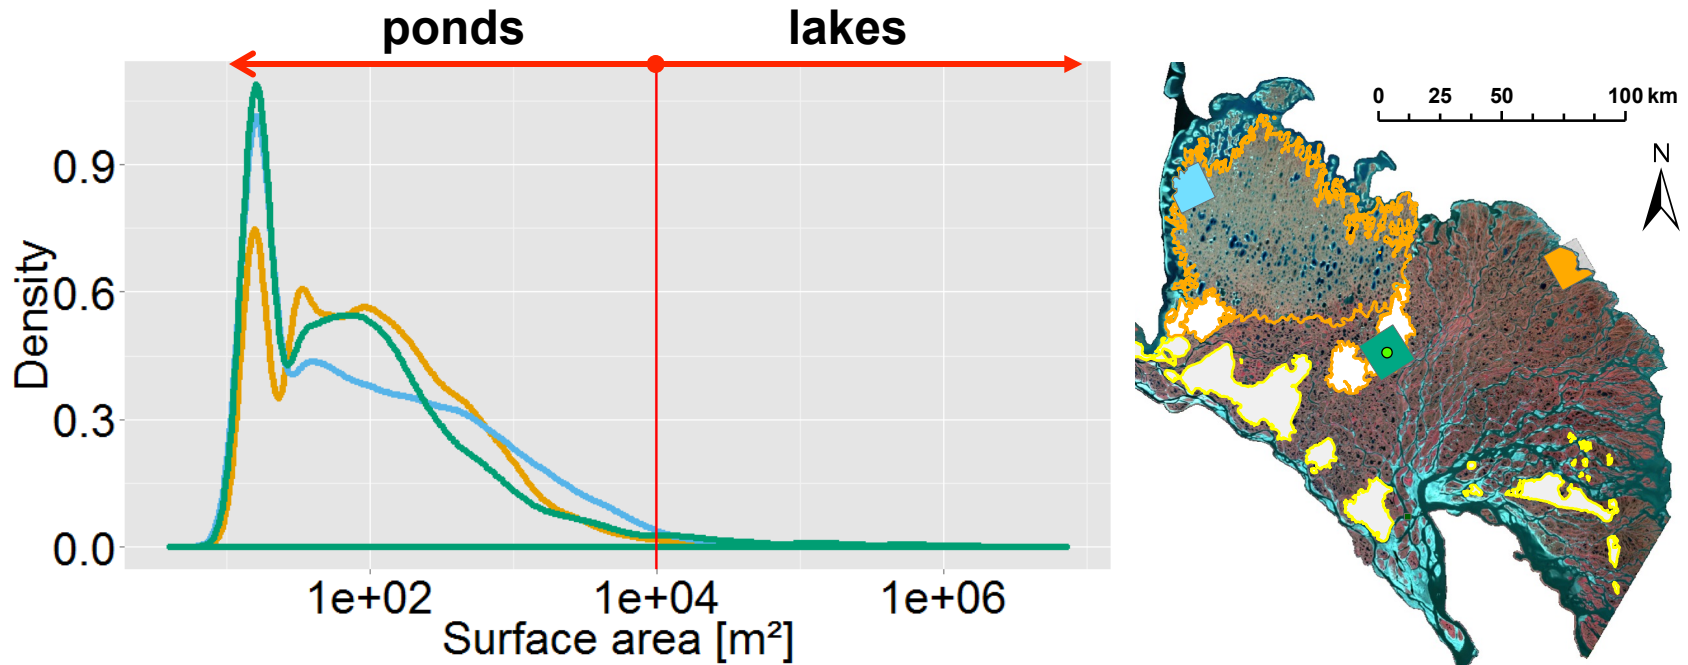 ponds
lakes
0.9
0.6
0.3
0.0
Density
1e+02
1e+04
1e+06
Surface area [m²]
0 25 50 100 km
N